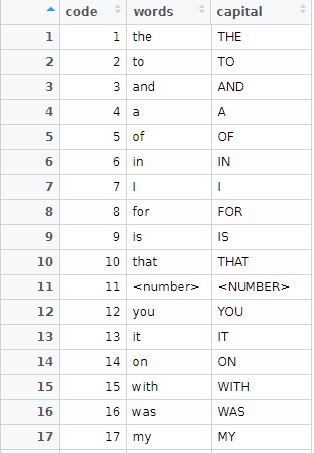 code words capital
1 1 the THE
2 2 to TO
3 3 and AND
4 4 a A
5 5 of OF
6 6 in IN
7 7 I I
8 8 for FOR
9 9 is IS
10 10 that THAT
11 11 <number> <NUMBER>
12 12 you YOU
13 13 it IT
14 14 on ON
15 15 with WITH
16 16 was WAS
17 17 my MY